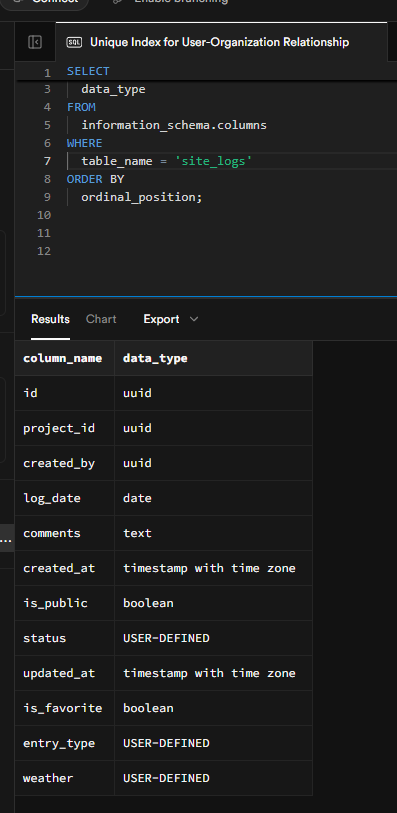 Connect Enable branching
SQL Unique Index for User-Organization Relationship
1 SELECT
3 data_type
4 FROM
5 information_schema.columns
6 WHERE
7 table_name = 'site_logs'
8 ORDER BY
9 ordinal_position;
10
11
12
Results Chart Export
column_name data_type
id uuid
project_id uuid
created_by uuid
log_date date
comments text
created_at timestamp with time zone
is_public boolean
status USER-DEFINED
updated_at timestamp with time zone
is_favorite boolean
entry_type USER-DEFINED
weather USER-DEFINED